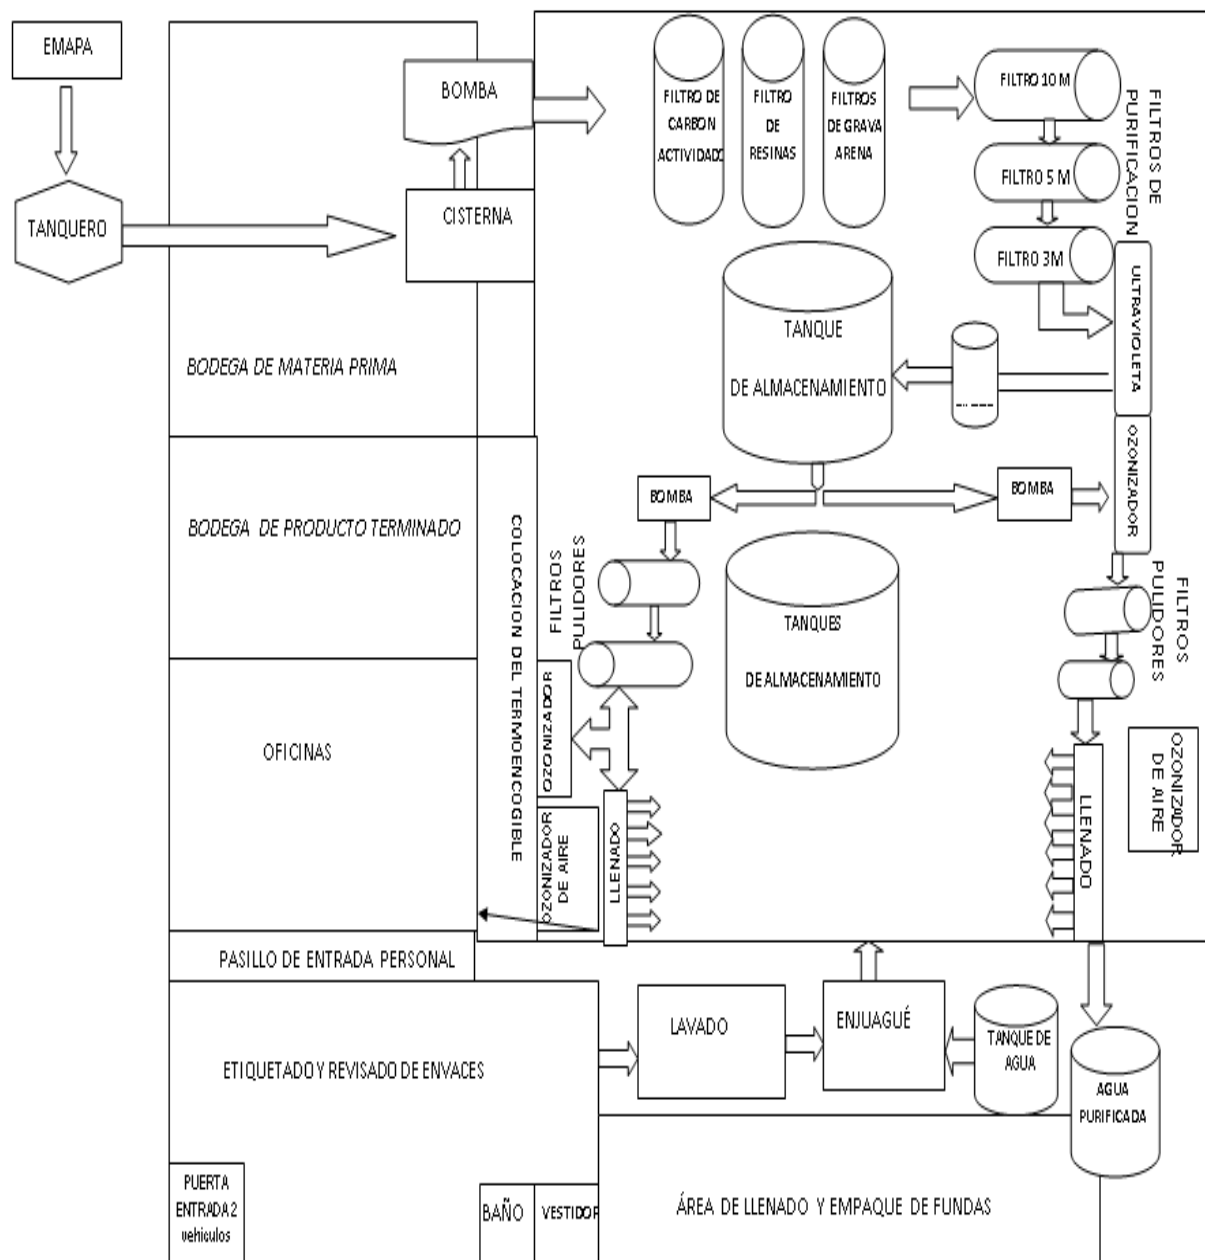 EMAPA
TANQUERO
BOMBA
CISTERNA
BODEGA DE MATERIA PRIMA
BODEGA DE PRODUCTO TERMINADO
OFICINAS
PASILLO DE ENTRADA PERSONAL
ETIQUETADO Y REVISADO DE ENVACES
PUERTA
ENTRADA 2
vehiculos
BAÑO
VESTIDOR
COLOCACION DEL TERMOENCOGIBLE
FILTRO DE
CARBON
ACTIVIDADO
FILTRO
DE
RESINAS
FILTROS
DE GRAVA
ARENA
FILTRO 10 M
FILTRO 5 M
FILTRO 3M
FILTROS DE
PURIFICACION
ULTRAVIOLETA
OZONIZADOR
TANQUE
DE ALMACENAMIENTO
BOMBA
BOMBA
FILTROS
PULIDORES
TANQUES
DE ALMACENAMIENTO
FILTROS
PULIDORES
OZONIZADOR
OZONIZADOR
DE AIRE
LLENADO
LLENADO
OZONIZADOR
DE AIRE
LAVADO
ENJUAGUÉ
TANQUE DE
AGUA
AGUA
PURIFICADA
ÁREA DE LLENADO Y EMPAQUE DE FUNDAS